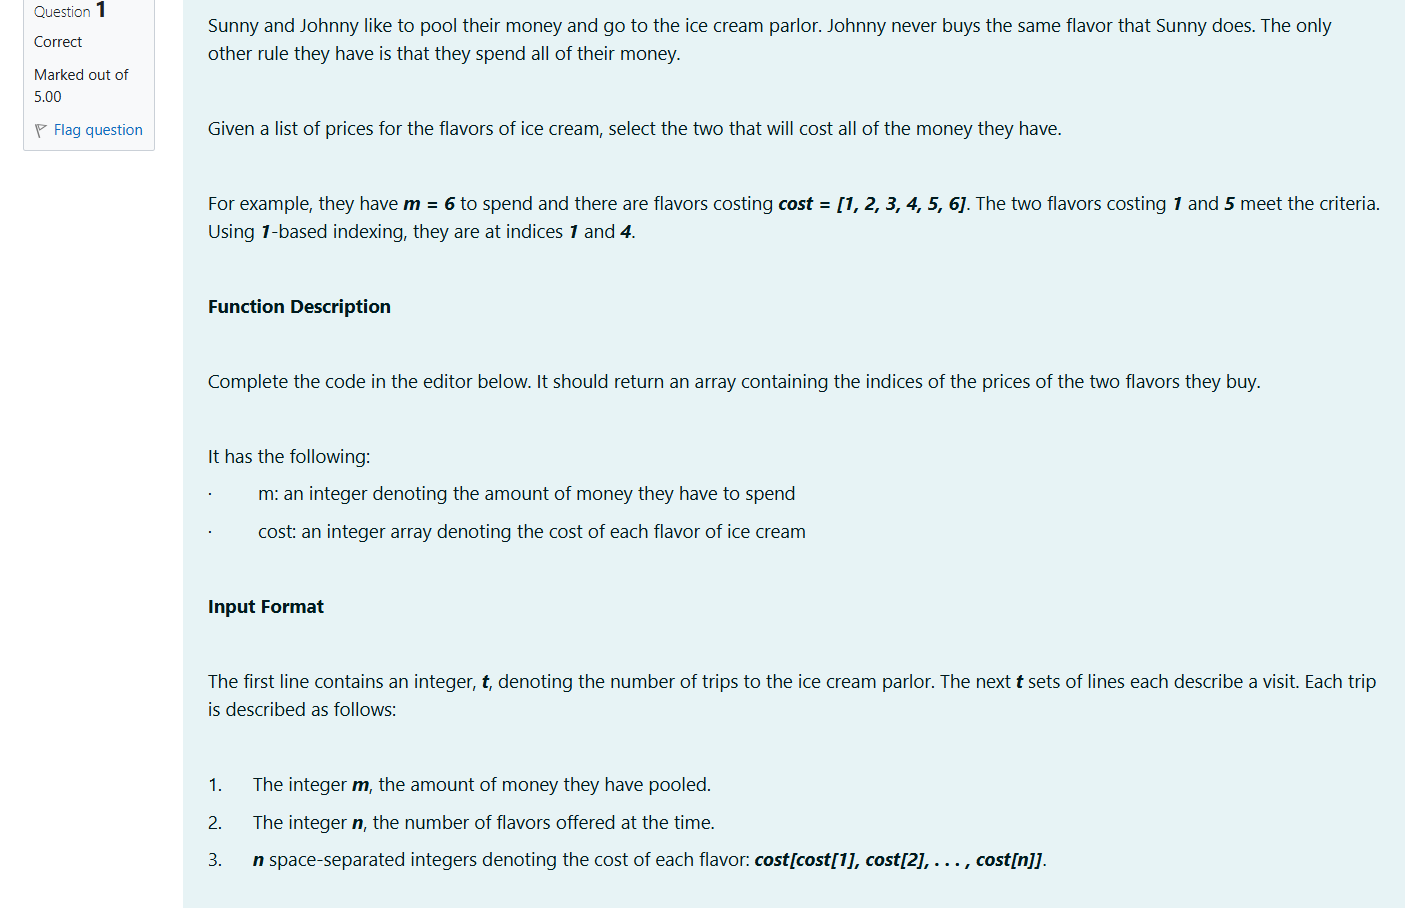 Question 1
Correct
Marked out of
5.00
Flag question
Sunny and Johnny like to pool their money and go to the ice cream parlor. Johnny never buys the same flavor that Sunny does. The only
other rule they have is that they spend all of their money.
Given a list of prices for the flavors of ice cream, select the two that will cost all of the money they have.
For example, they have m = 6 to spend and there are flavors costing cost = [1, 2, 3, 4, 5, 6]. The two flavors costing 1 and 5 meet the criteria.
Using 1-based indexing, they are at indices 1 and 4.
Function Description
Complete the code in the editor below. It should return an array containing the indices of the prices of the two flavors they buy.
It has the following:
· m: an integer denoting the amount of money they have to spend
· cost: an integer array denoting the cost of each flavor of ice cream
Input Format
The first line contains an integer, t, denoting the number of trips to the ice cream parlor. The next t sets of lines each describe a visit. Each trip
is described as follows:
1. The integer m, the amount of money they have pooled.
2. The integer n, the number of flavors offered at the time.
3. n space-separated integers denoting the cost of each flavor: cost[cost[1], cost[2], . . . , cost[n]].